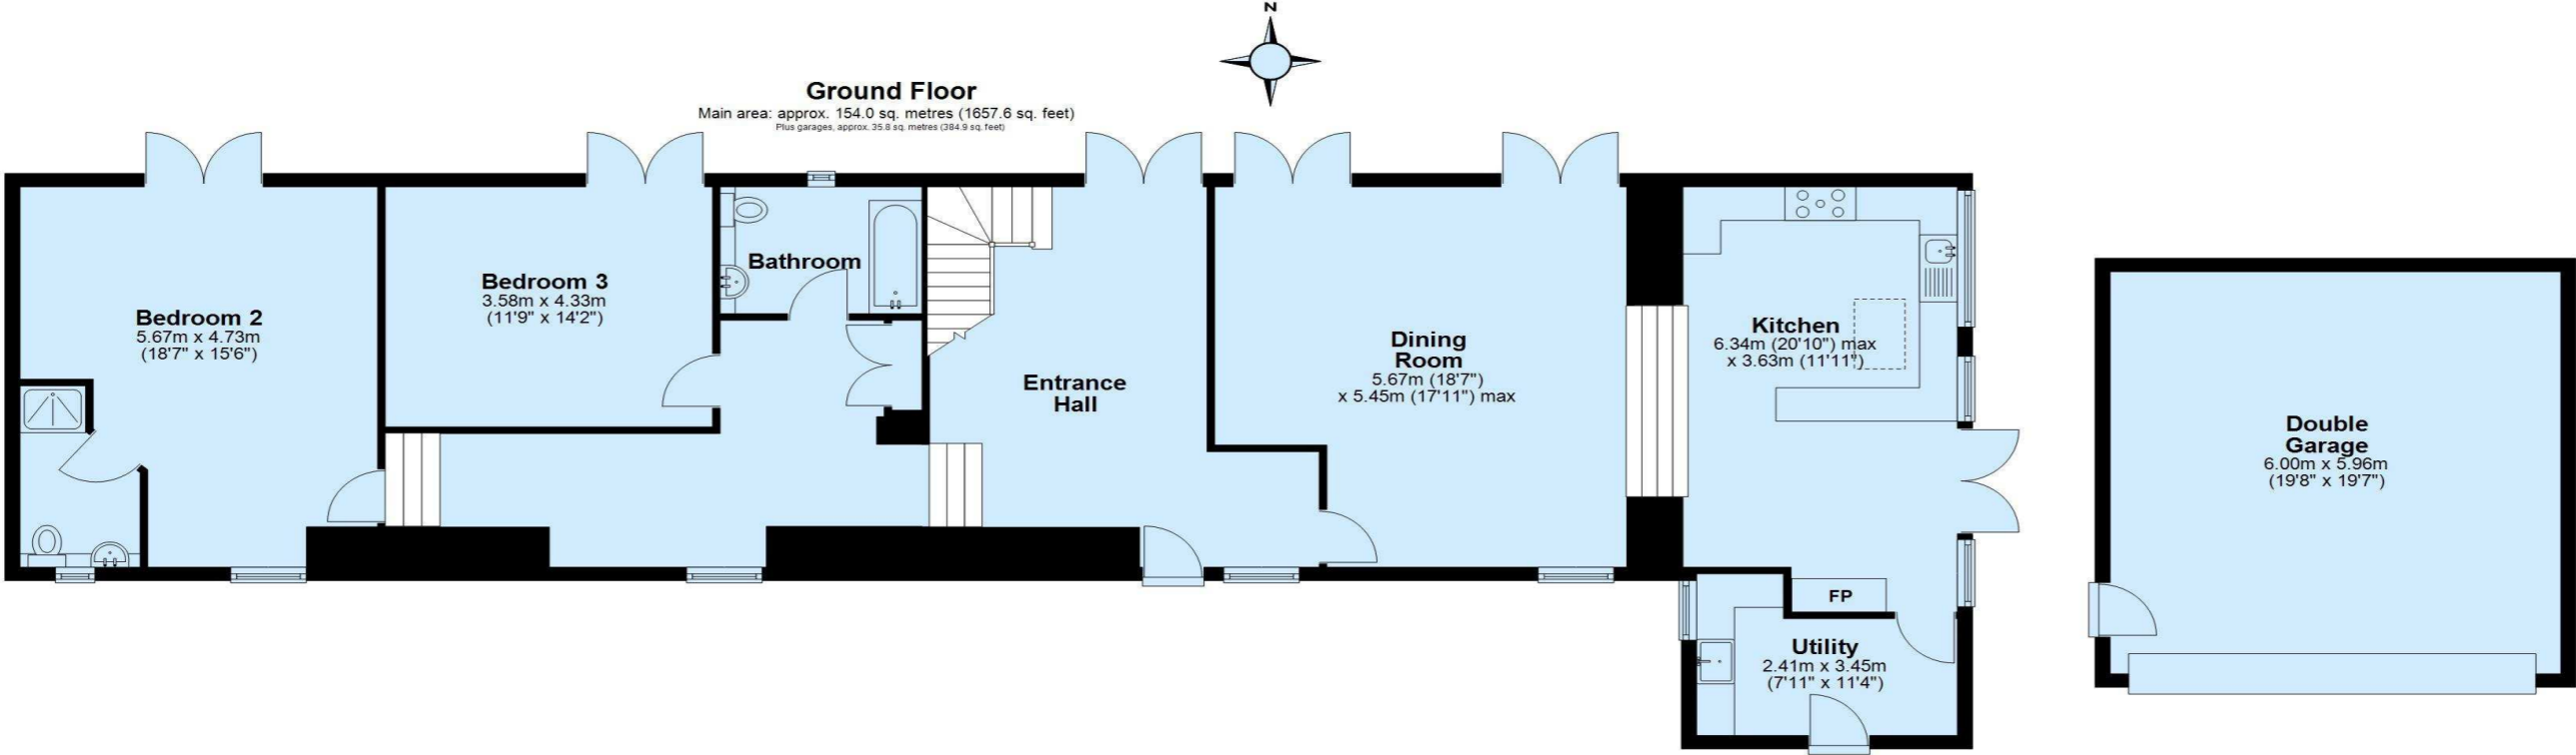 N
Ground Floor
Main area: approx. 154.0 sq. metres (1657.6 sq. feet)
Plus garages, approx. 35.8 sq. metres (384.9 sq. feet)
Bedroom 2
5.67m x 4.73m
(18'7" x 15'6")
Bedroom 3
3.58m x 4.33m
(11'9" x 14'2")
Bathroom
Entrance
Hall
Dining
Room
5.67m (18'7")
x 5.45m (17'11") max
Kitchen
6.34m (20'10") max
x 3.63m (11'11")
FP
Utility
2.41m x 3.45m
(7'11" x 11'4")
Double
Garage
6.00m x 5.96m
(19'8" x 19'7")